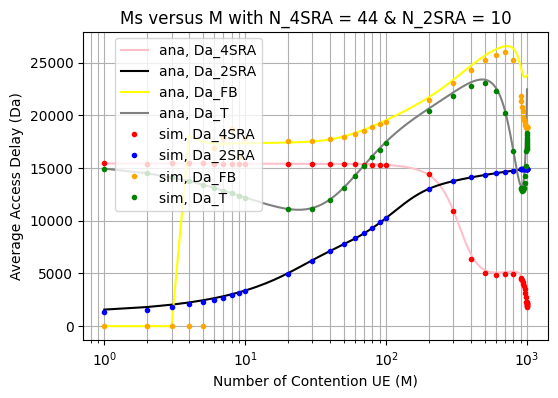 Ms versus M with N_4SRA = 44 & N_2SRA = 10
Average Access Delay (Da)
25000
20000
15000
10000
5000
0
ana, Da_4SRA
ana, Da_2SRA
ana, Da_FB
ana, Da_T
sim, Da_4SRA
sim, Da_2SRA
sim, Da_FB
sim, Da_T
10⁰
10¹
10²
10³
Number of Contention UE (M)